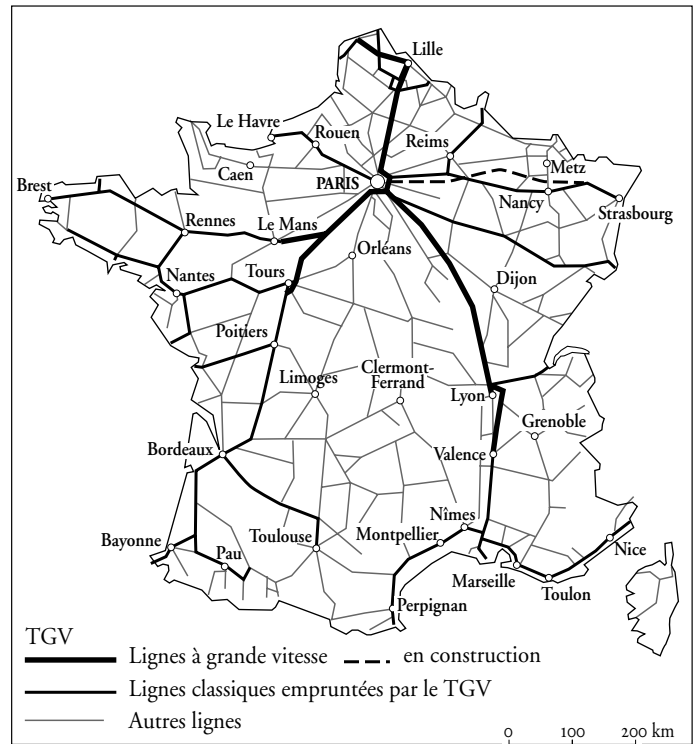 Lille
Le Havre
Rouen
Reims
Caen
Metz
PARIS
Brest
Nancy
Strasbourg
Rennes
Le Mans
Orléans
Nantes
Tours
Dijon
Poitiers
Limoges
Clermont-
Ferrand
Lyon
Grenoble
Bordeaux
Valence
Nîmes
Bayonne
Toulouse
Montpellier
Pau
Nice
Marseille
Toulon
Perpignan
TGV
Lignes à grande vitesse en construction
Lignes classiques empruntées par le TGV
Autres lignes
0 100 200 km